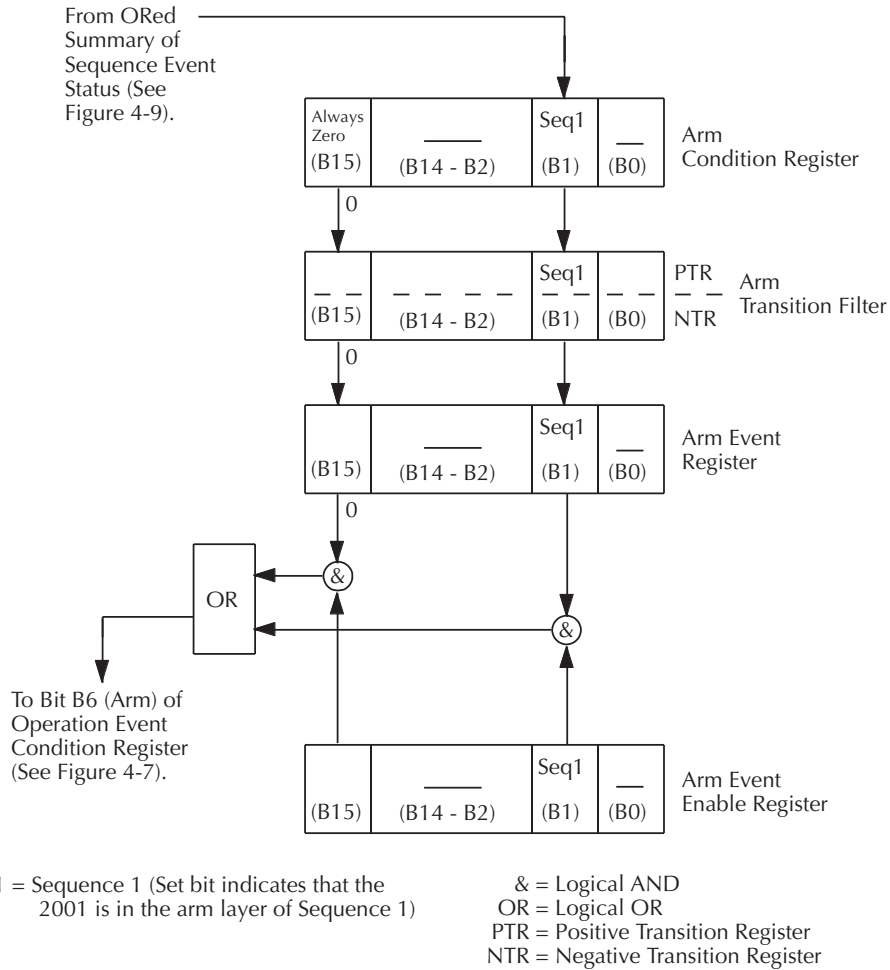 From ORed
Summary of
Sequence Event
Status (See
Figure 4-9).
Always
Zero
(B15)
(B14 - B2)
Seq1
(B1)
(B0)
Arm
Condition Register
0
(B15)
(B14 - B2)
Seq1
(B1)
(B0)
PTR
NTR
Arm
Transition Filter
0
(B15)
(B14 - B2)
Seq1
(B1)
(B0)
Arm Event
Register
0
&
OR
&
To Bit B6 (Arm) of
Operation Event
Condition Register
(See Figure 4-7).
(B15)
(B14 - B2)
Seq1
(B1)
(B0)
Arm Event
Enable Register
= Sequence 1 (Set bit indicates that the
2001 is in the arm layer of Sequence 1)
& = Logical AND
OR = Logical OR
PTR = Positive Transition Register
NTR = Negative Transition Register